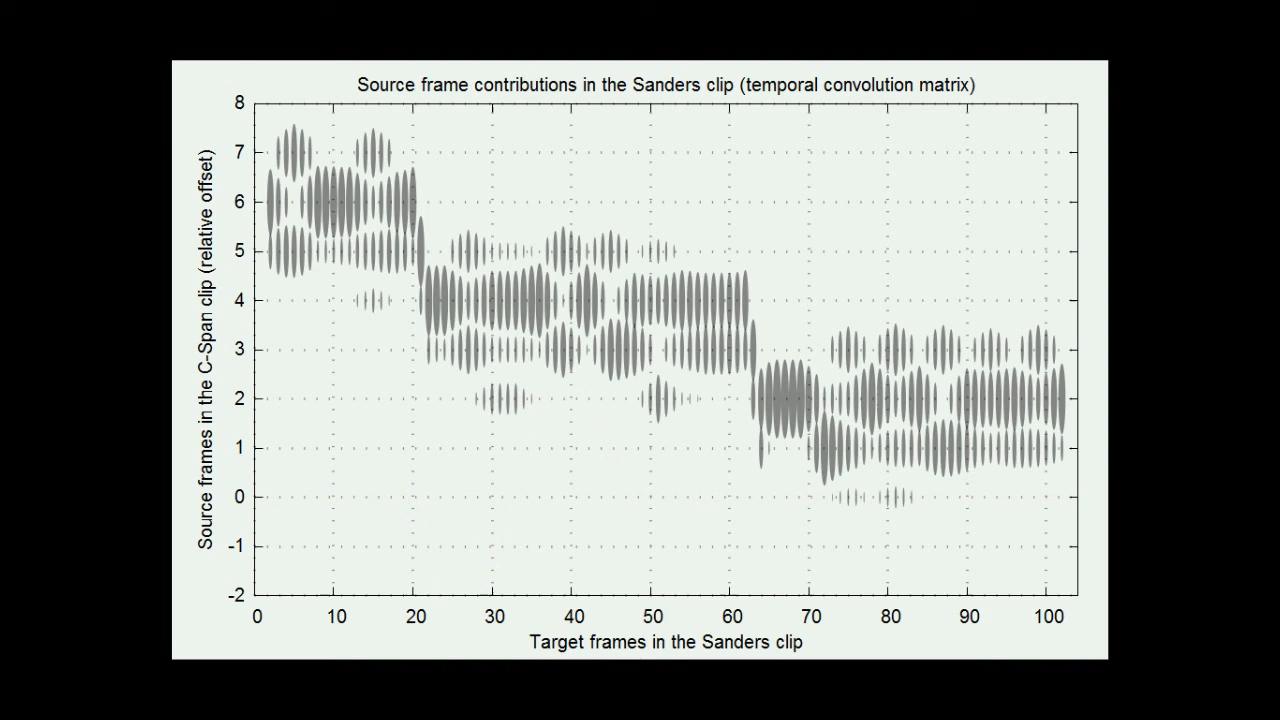 Source frame contributions in the Sanders clip (temporal convolution matrix)
Source frames in the C-Span clip (relative offset)
8
7
6
5
4
3
2
1
0
-1
-2
0 10 20 30 40 50 60 70 80 90 100
Target frames in the Sanders clip